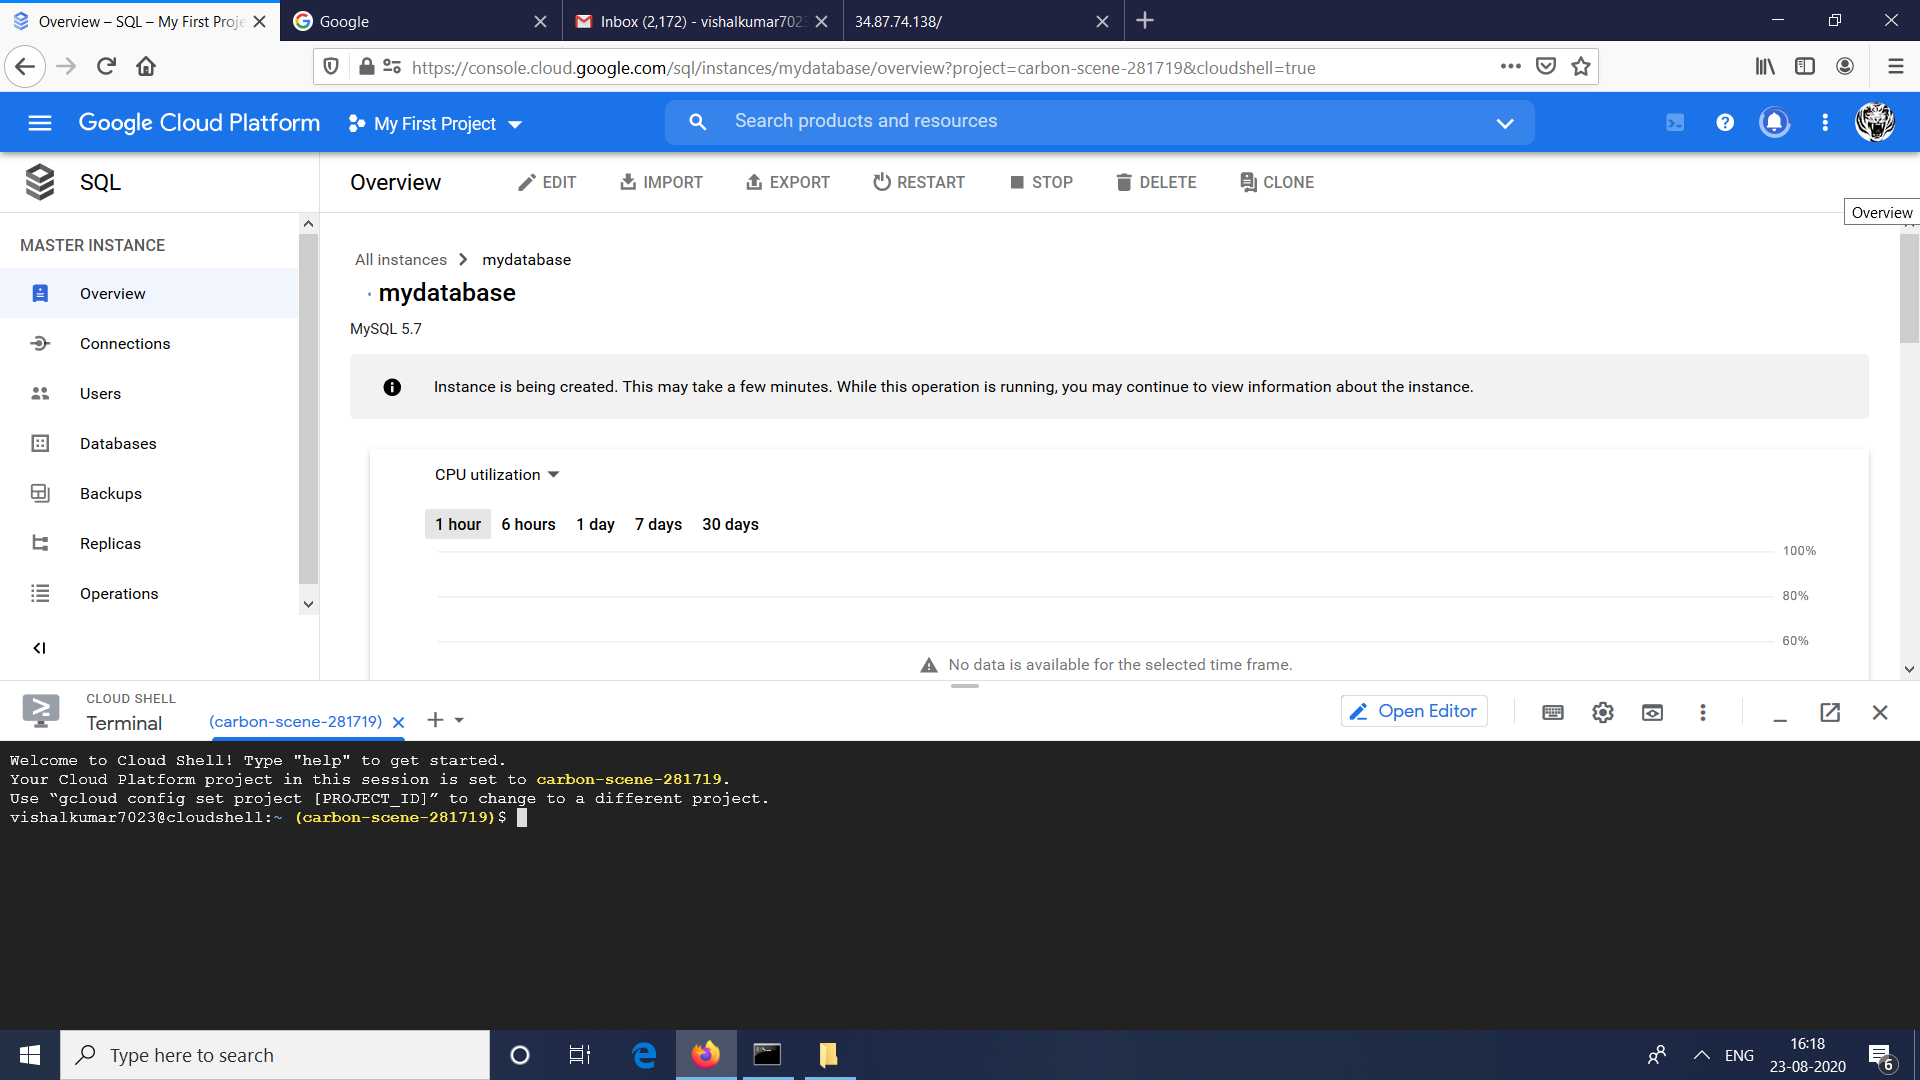 Overview – SQL – My First Proje
Google
Inbox (2,172) - vishalkumar702
34.87.74.138/
https://console.cloud.google.com/sql/instances/mydatabase/overview?project=carbon-scene-281719&cloudshell=true
Google Cloud Platform
My First Project
Search products and resources
SQL
Overview
EDIT
IMPORT
EXPORT
RESTART
STOP
DELETE
CLONE
Overview
MASTER INSTANCE
Overview
Connections
Users
Databases
Backups
Replicas
Operations
All instances
mydatabase
mydatabase
MySQL 5.7
Instance is being created. This may take a few minutes. While this operation is running, you may continue to view information about the instance.
CPU utilization
1 hour
6 hours
1 day
7 days
30 days
100%
80%
60%
No data is available for the selected time frame.
CLOUD SHELL
Terminal
(carbon-scene-281719)
Open Editor
Welcome to Cloud Shell! Type "help" to get started.
Your Cloud Platform project in this session is set to carbon-scene-281719.
Use “gcloud config set project [PROJECT_ID]” to change to a different project.
vishalkumar7023@cloudshell:~ (carbon-scene-281719)$
Type here to search
ENG
16:18
23-08-2020
6